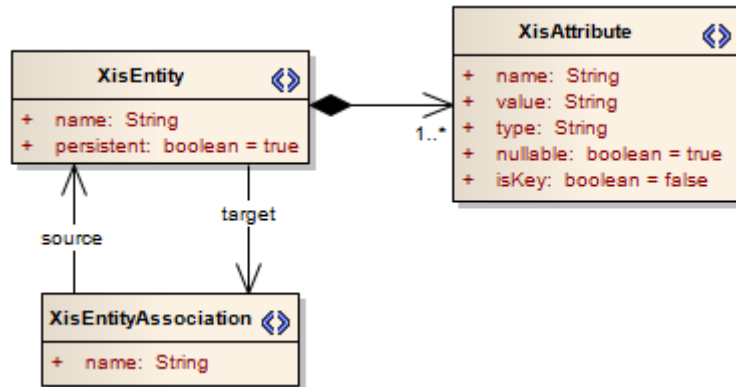 XisEntity
+ name: String
+ persistent: boolean = true
XisAttribute
+ name: String
+ value: String
+ type: String
+ nullable: boolean = true
+ isKey: boolean = false
1..*
source
target
XisEntityAssociation
+ name: String